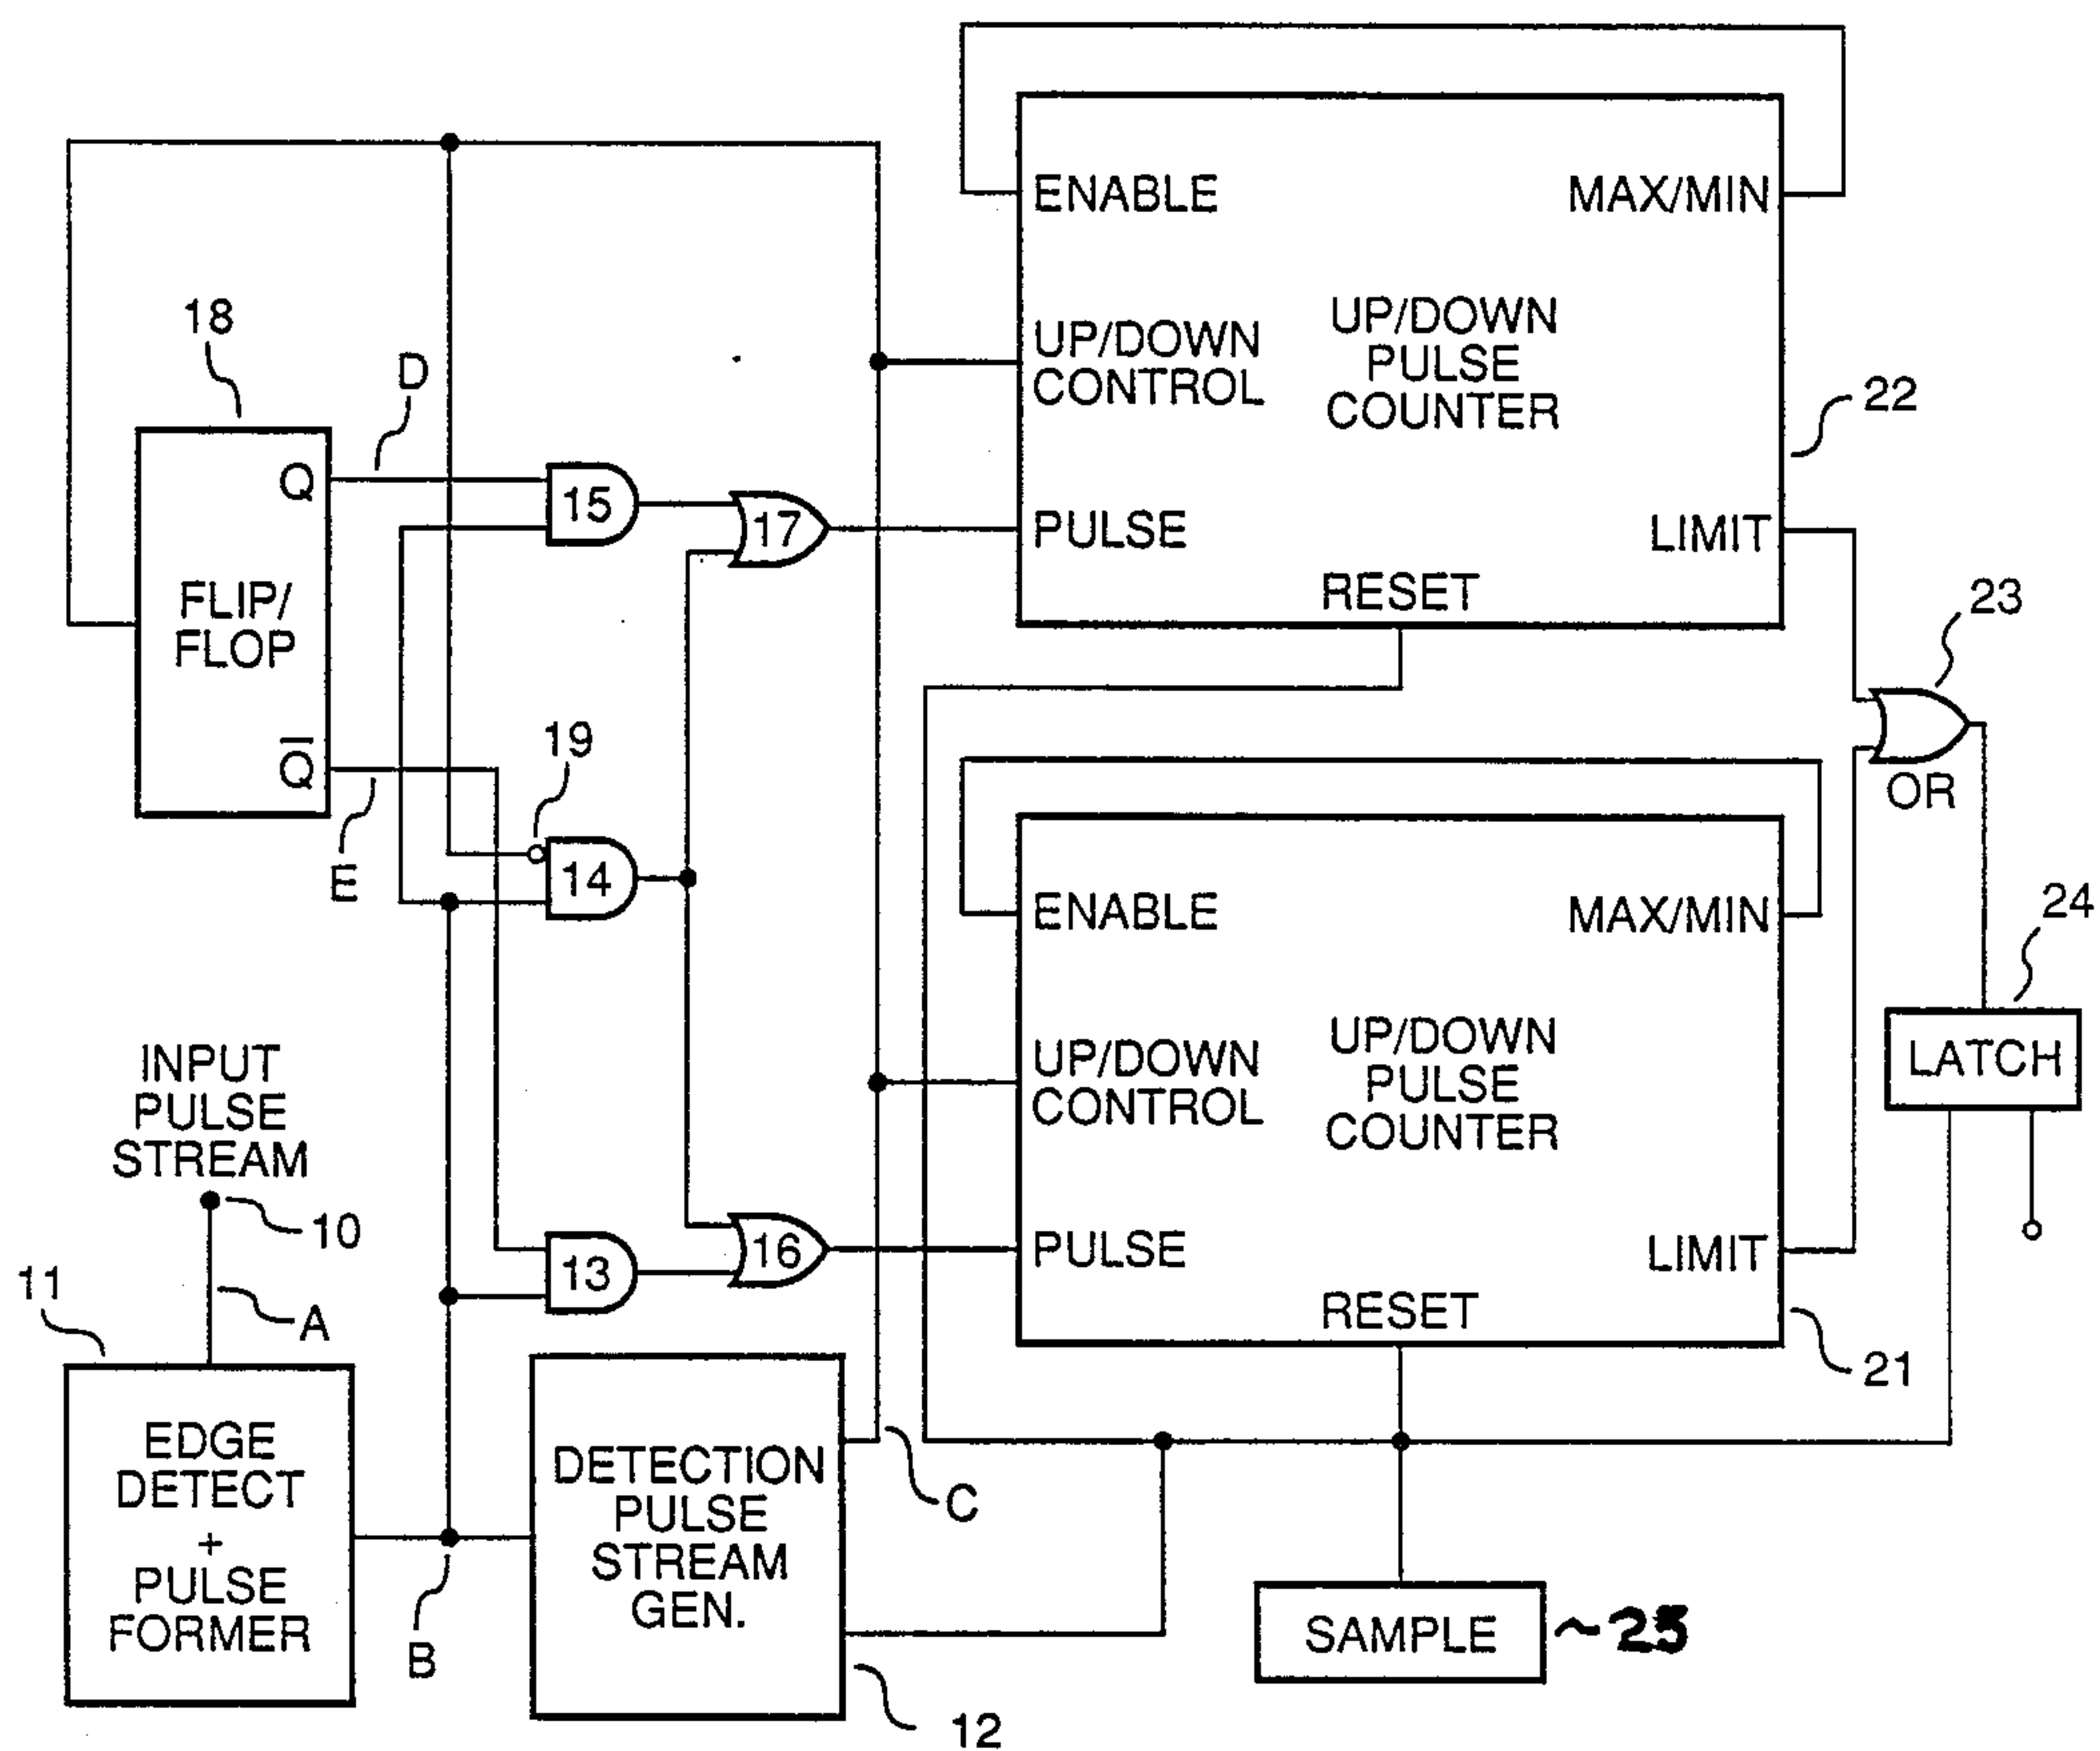 ENABLE
MAX/MIN
UP/DOWN
CONTROL
UP/DOWN
PULSE
COUNTER
22
PULSE
LIMIT
RESET
18
D
Q
15
17
FLIP/
FLOP
Q̅
E
19
14
23
OR
ENABLE
MAX/MIN
24
LATCH
UP/DOWN
CONTROL
UP/DOWN
PULSE
COUNTER
PULSE
LIMIT
RESET
21
INPUT
PULSE
STREAM
10
A
11
13
16
EDGE
DETECT
+
PULSE
FORMER
B
DETECTION
PULSE
STREAM
GEN.
C
12
SAMPLE
~25